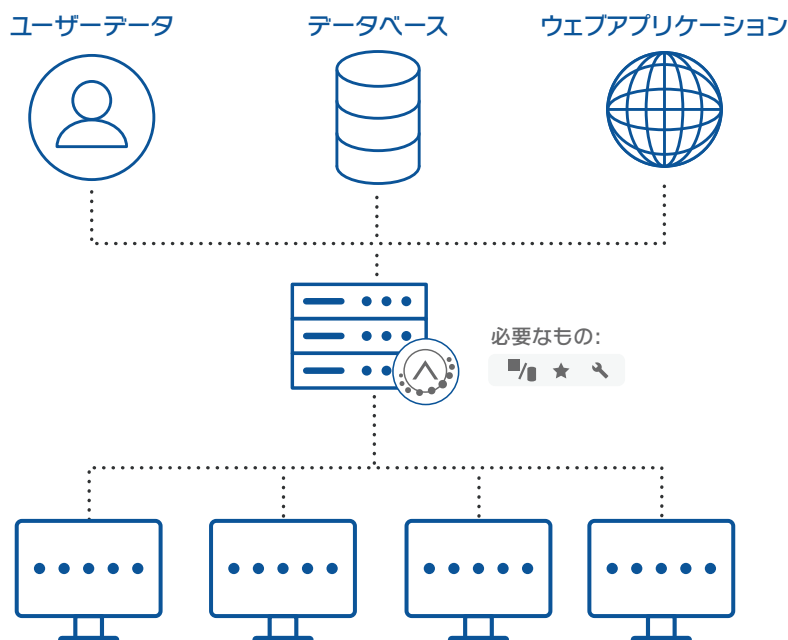 ユーザーデータ
データベース
ウェブアプリケーション
必要なもの: